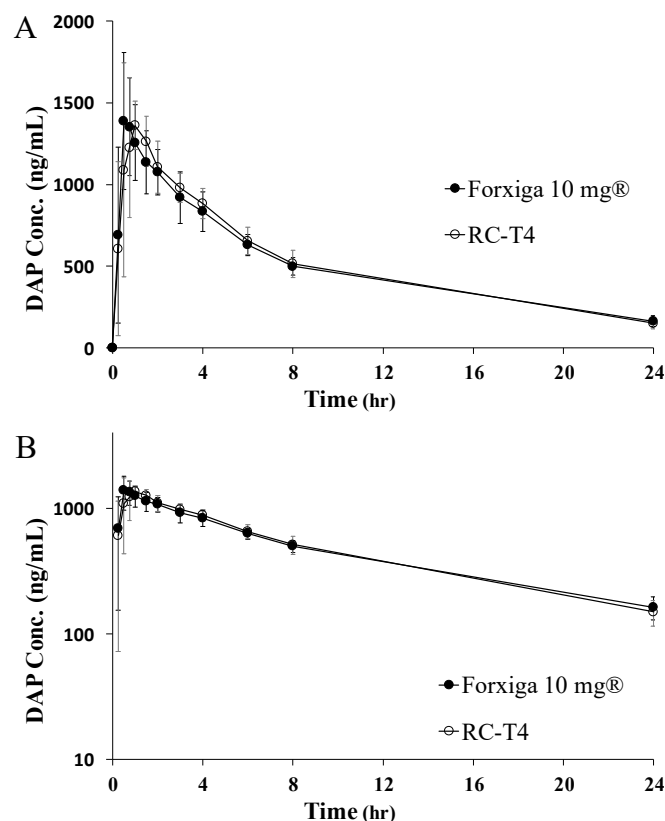 A
2000
1500
1000
500
0
DAP Conc. (ng/mL)
Forxiga 10 mg®
RC-T4
0 4 8 12 16 20 24
Time (hr)
B
1000
100
10
DAP Conc. (ng/mL)
Forxiga 10 mg®
RC-T4
0 4 8 12 16 20 24
Time (hr)